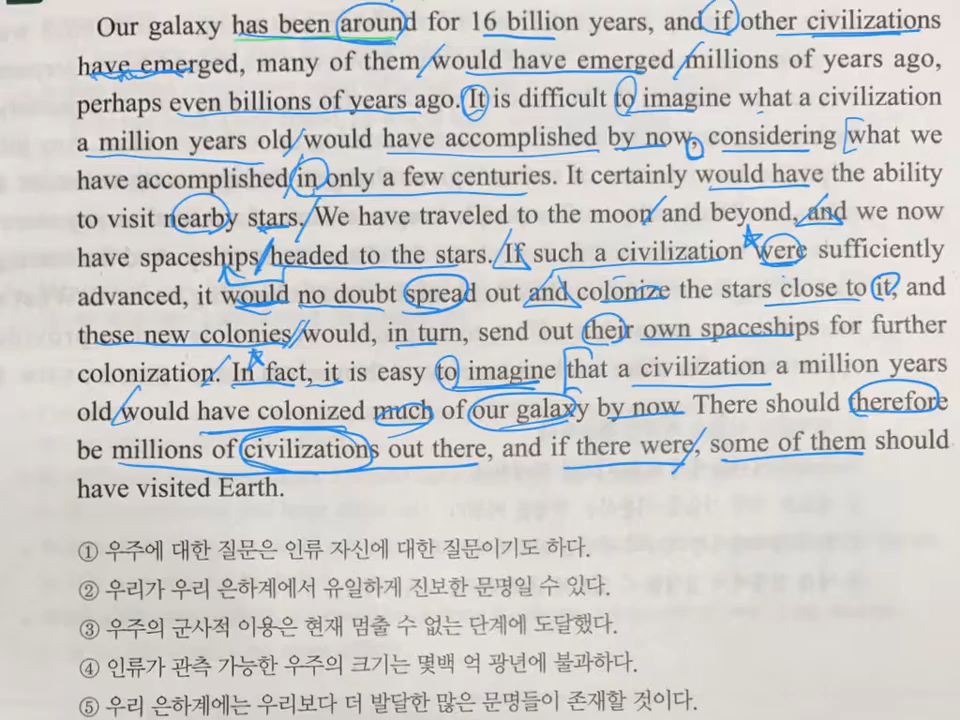 Our galaxy has been around for 16 billion years, and if other civilizations
have emerged, many of them would have emerged millions of years ago,
perhaps even billions of years ago. It is difficult to imagine what a civilization
a million years old would have accomplished by now, considering what we
have accomplished in only a few centuries. It certainly would have the ability
to visit nearby stars. We have traveled to the moon and beyond, and we now
have spaceships headed to the stars. If such a civilization were sufficiently
advanced, it would no doubt spread out and colonize the stars close to it, and
these new colonies would, in turn, send out their own spaceships for further
colonization. In fact, it is easy to imagine that a civilization a million years
old would have colonized much of our galaxy by now. There should therefore
be millions of civilizations out there, and if there were, some of them should
have visited Earth.
① 우주에 대한 질문은 인류 자신에 대한 질문이기도 하다.
② 우리가 우리 은하계에서 유일하게 진보한 문명일 수 있다.
③ 우주의 군사적 이용은 현재 멈출 수 없는 단계에 도달했다.
④ 인류가 관측 가능한 우주의 크기는 몇백 억 광년에 불과하다.
⑤ 우리 은하계에는 우리보다 더 발달한 많은 문명들이 존재할 것이다.